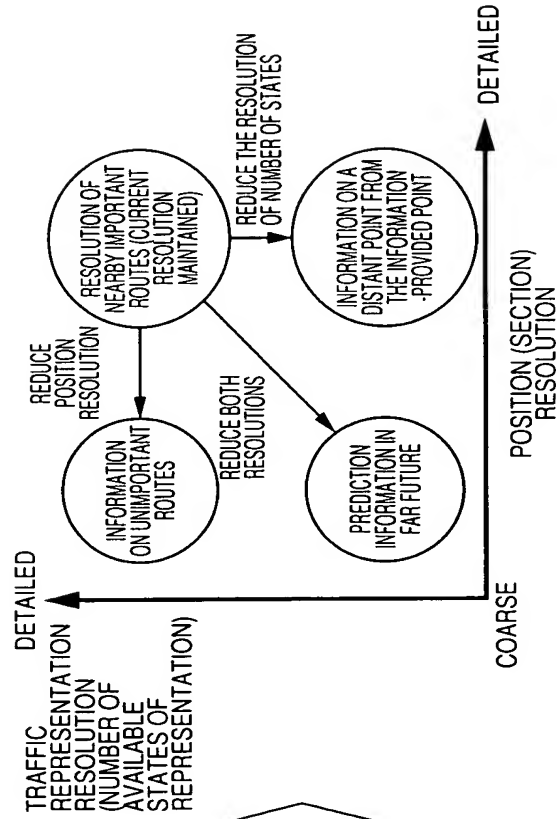 TRAFFIC
REPRESENTATION
RESOLUTION
(NUMBER OF
AVAILABLE
STATES OF
REPRESENTATION)
DETAILED
REDUCE
POSITION
RESOLUTION
INFORMATION
ON UNIMPORTANT
ROUTES
RESOLUTION OF
NEARBY IMPORTANT
ROUTES (CURRENT
RESOLUTION
MAINTAINED)
REDUCE BOTH
RESOLUTIONS
REDUCE THE RESOLUTION
OF NUMBER OF STATES
PREDICTION
INFORMATION IN
FAR FUTURE
INFORMATION ON A
DISTANT POINT FROM
THE INFORMATION
-PROVIDED POINT
COARSE
POSITION (SECTION)
RESOLUTION
DETAILED